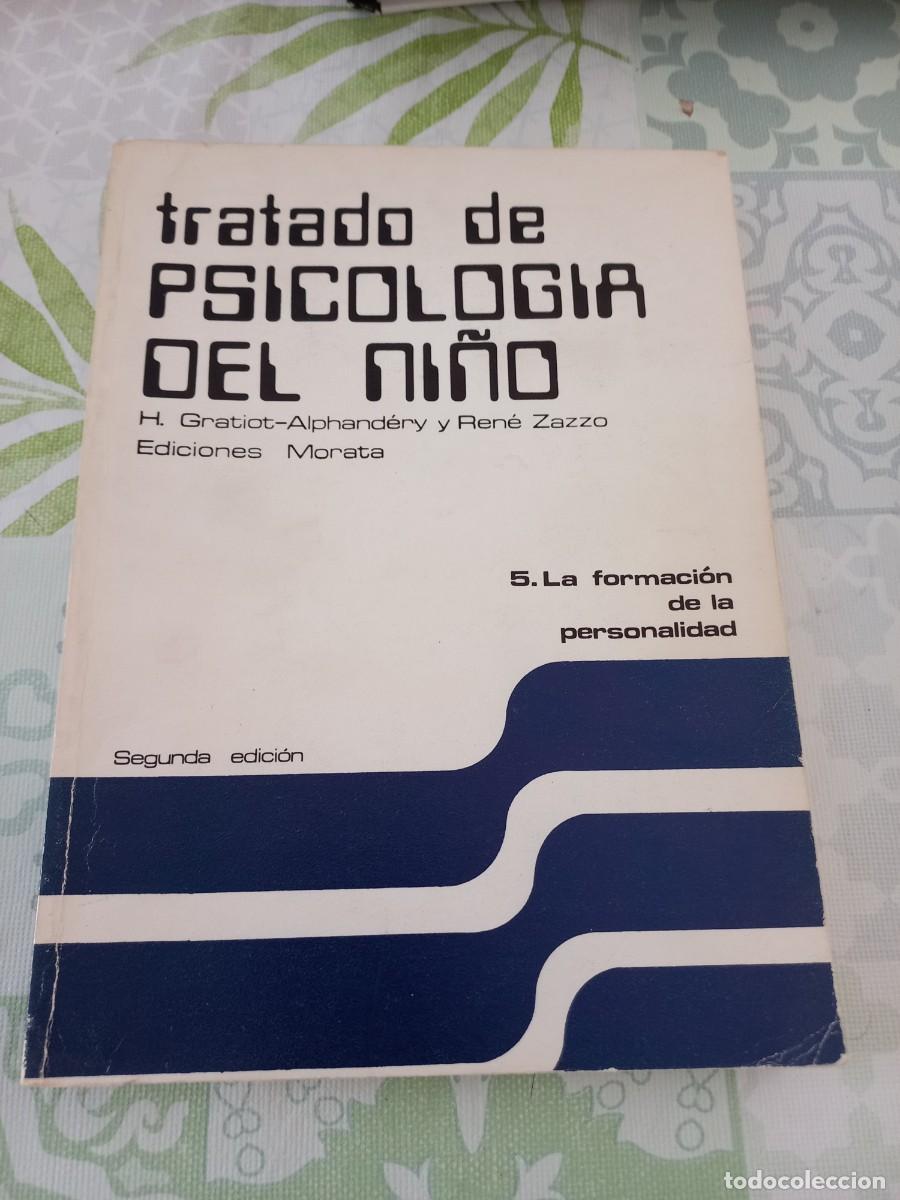 tratado de
PSICOLOGIA
DEL NIÑO
H. Gratiot-Alphandéry y René Zazzo
Ediciones Morata
5. La formación
de la
personalidad
Segunda edición
todocoleccion